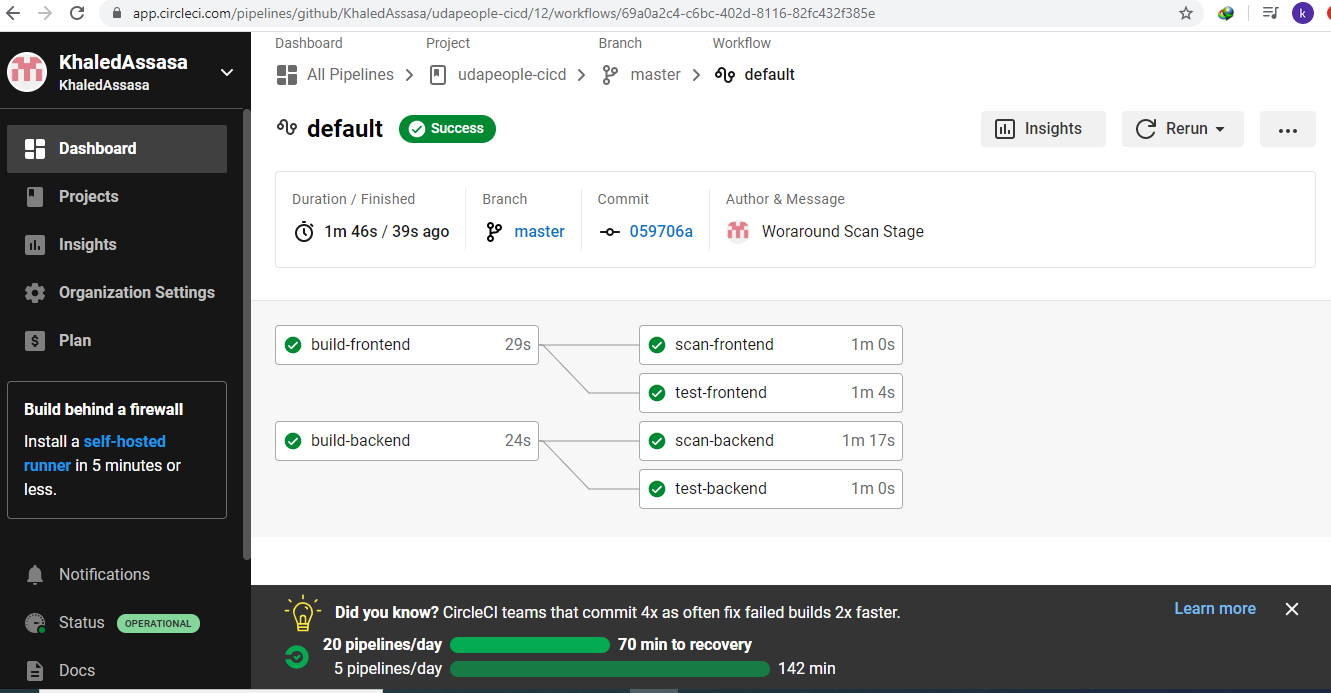 app.circleci.com/pipelines/github/KhaledAssasa/udapeople-cicd/12/workflows/69a0a2c4-c6bc-402d-8116-82fc432f385e
k
KhaledAssasa
KhaledAssasa
Dashboard
Projects
Insights
Organization Settings
Plan
Build behind a firewall
Install a self-hosted
runner in 5 minutes or
less.
Notifications
Status OPERATIONAL
Docs
Dashboard Project Branch Workflow
All Pipelines udapeople-cicd master default
default Success
Insights Rerun ...
Duration / Finished Branch Commit Author & Message
1m 46s / 39s ago master 059706a Woraround Scan Stage
build-frontend 29s scan-frontend 1m 0s
test-frontend 1m 4s
build-backend 24s scan-backend 1m 17s
test-backend 1m 0s
Did you know? CircleCI teams that commit 4x as often fix failed builds 2x faster. Learn more
20 pipelines/day 70 min to recovery
5 pipelines/day 142 min